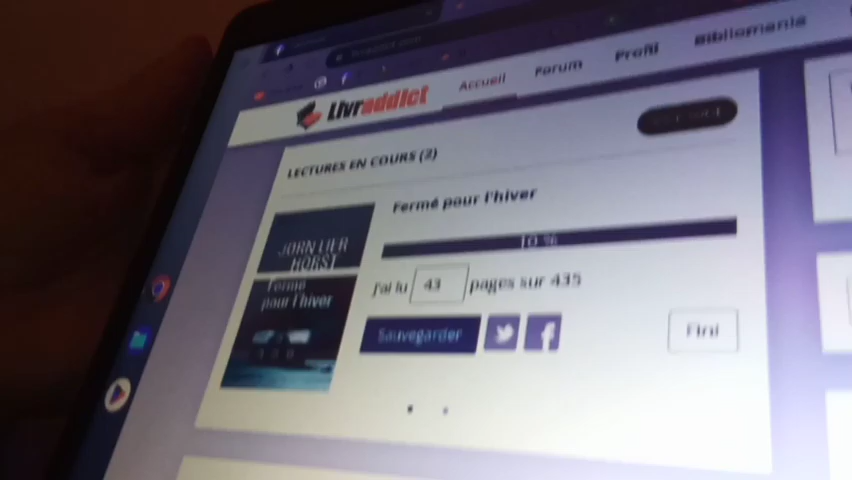 Livraddict
Accueil Forum Profil Bibliomania
LECTURES EN COURS (2)
Fermé pour l'hiver
10 %
JORN LIER
HORST
Fermé
pour l'hiver
J'ai lu 43 pages sur 435
Sauvegarder
Fini